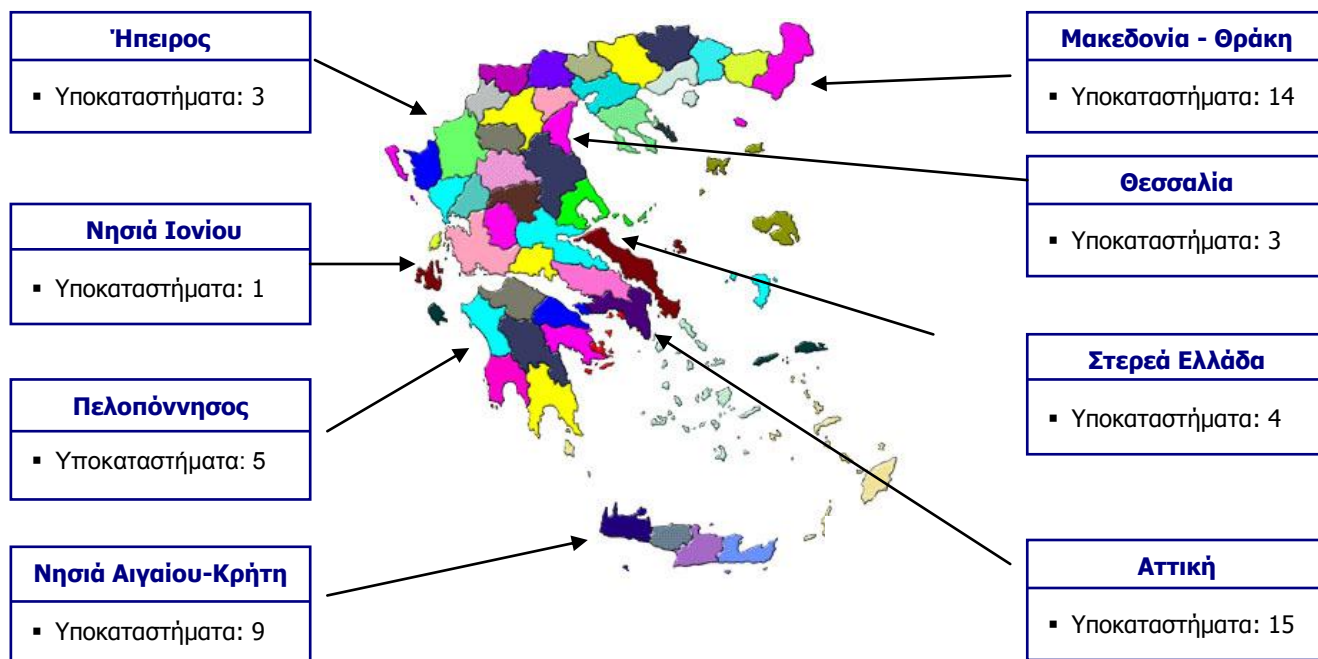 Ήπειρος
▪ Υποκαταστήματα: 3
Νησιά Ιονίου
▪ Υποκαταστήματα: 1
Πελοπόννησος
▪ Υποκαταστήματα: 5
Νησιά Αιγαίου-Κρήτη
▪ Υποκαταστήματα: 9
Μακεδονία - Θράκη
▪ Υποκαταστήματα: 14
Θεσσαλία
▪ Υποκαταστήματα: 3
Στερεά Ελλάδα
▪ Υποκαταστήματα: 4
Αττική
▪ Υποκαταστήματα: 15